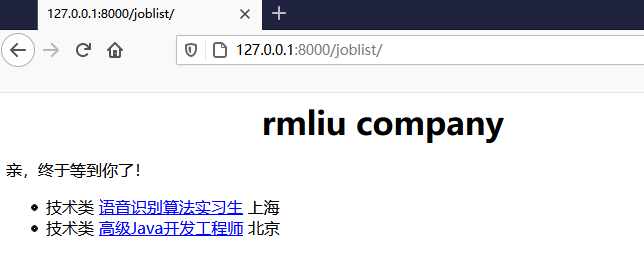 127.0.0.1:8000/joblist/
127.0.0.1:8000/joblist/
rmliu company
亲，终于等到你了！
技术类 语音识别算法实习生 上海
技术类 高级Java开发工程师 北京